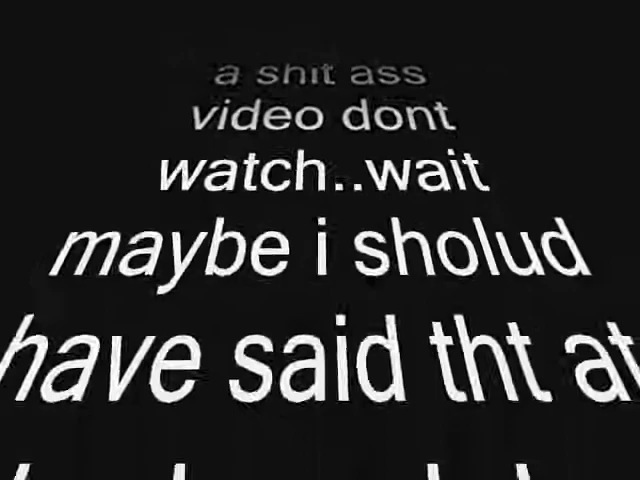 a shit ass
video dont
watch..wait
maybe i sholud
have said tht at